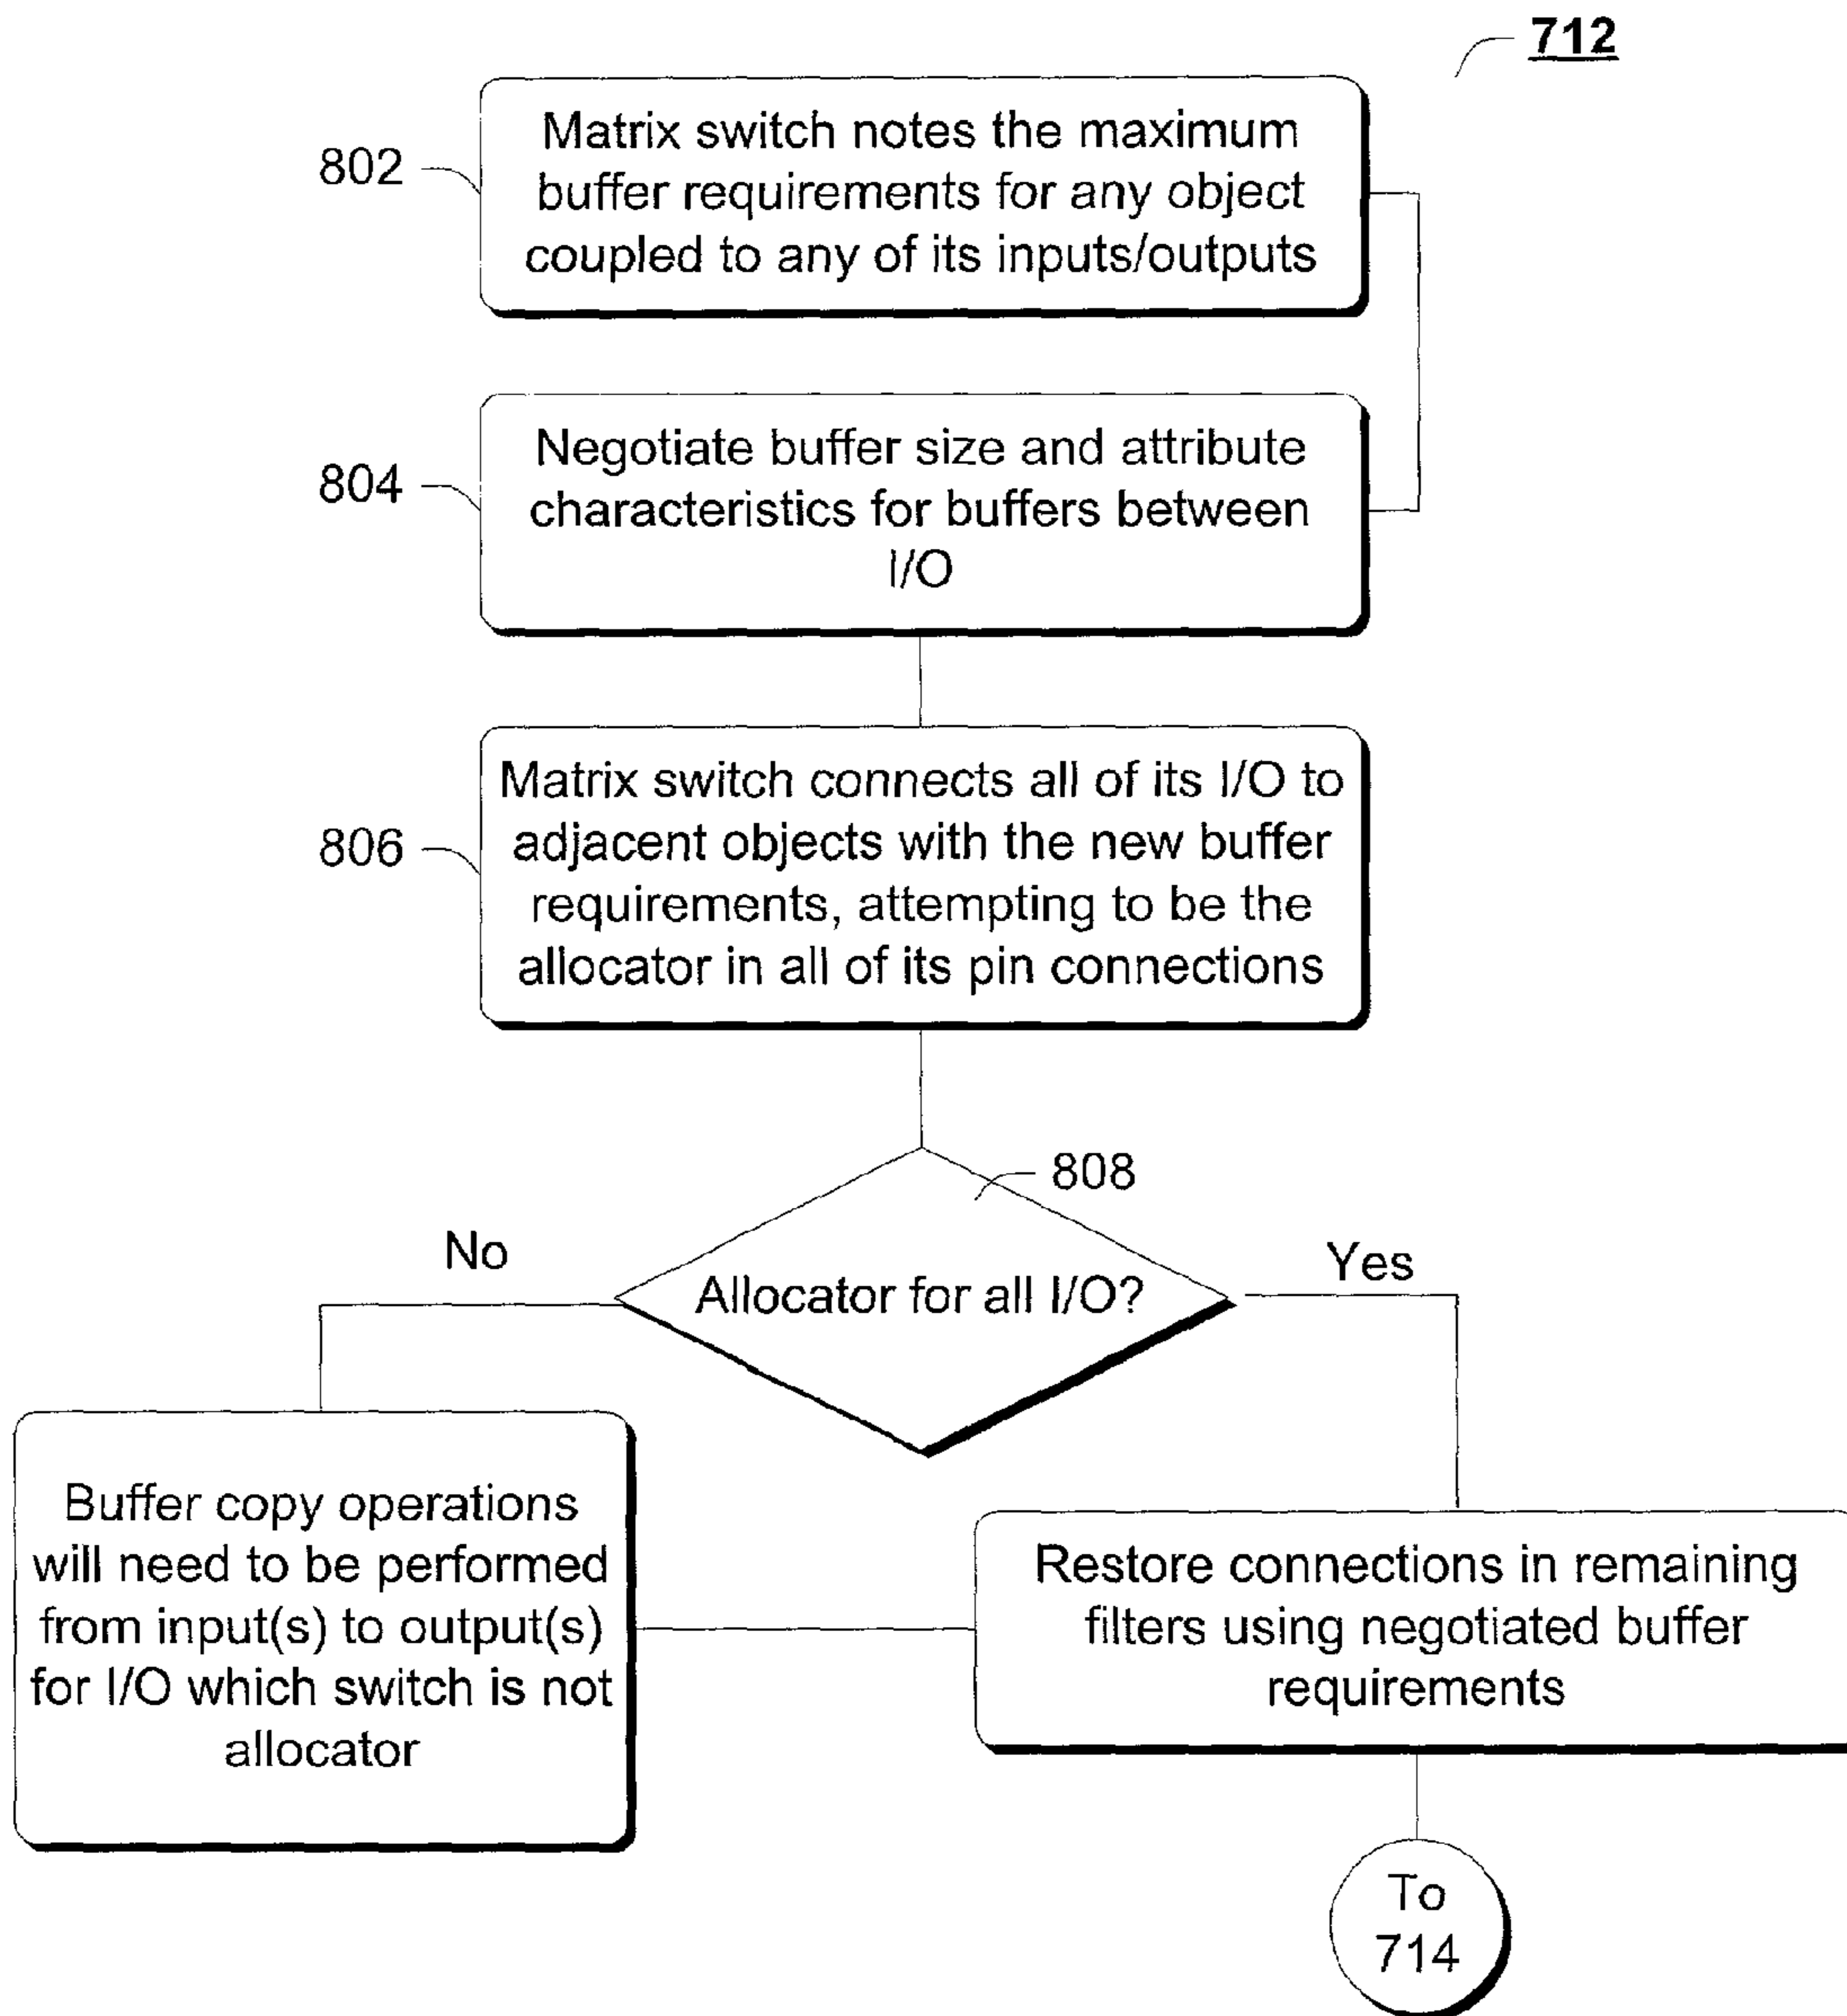 712
802
Matrix switch notes the maximum
buffer requirements for any object
coupled to any of its inputs/outputs
804
Negotiate buffer size and attribute
characteristics for buffers between
I/O
806
Matrix switch connects all of its I/O to
adjacent objects with the new buffer
requirements, attempting to be the
allocator in all of its pin connections
808
No
Yes
Allocator for all I/O?
Buffer copy operations
will need to be performed
from input(s) to output(s)
for I/O which switch is not
allocator
Restore connections in remaining
filters using negotiated buffer
requirements
To
714